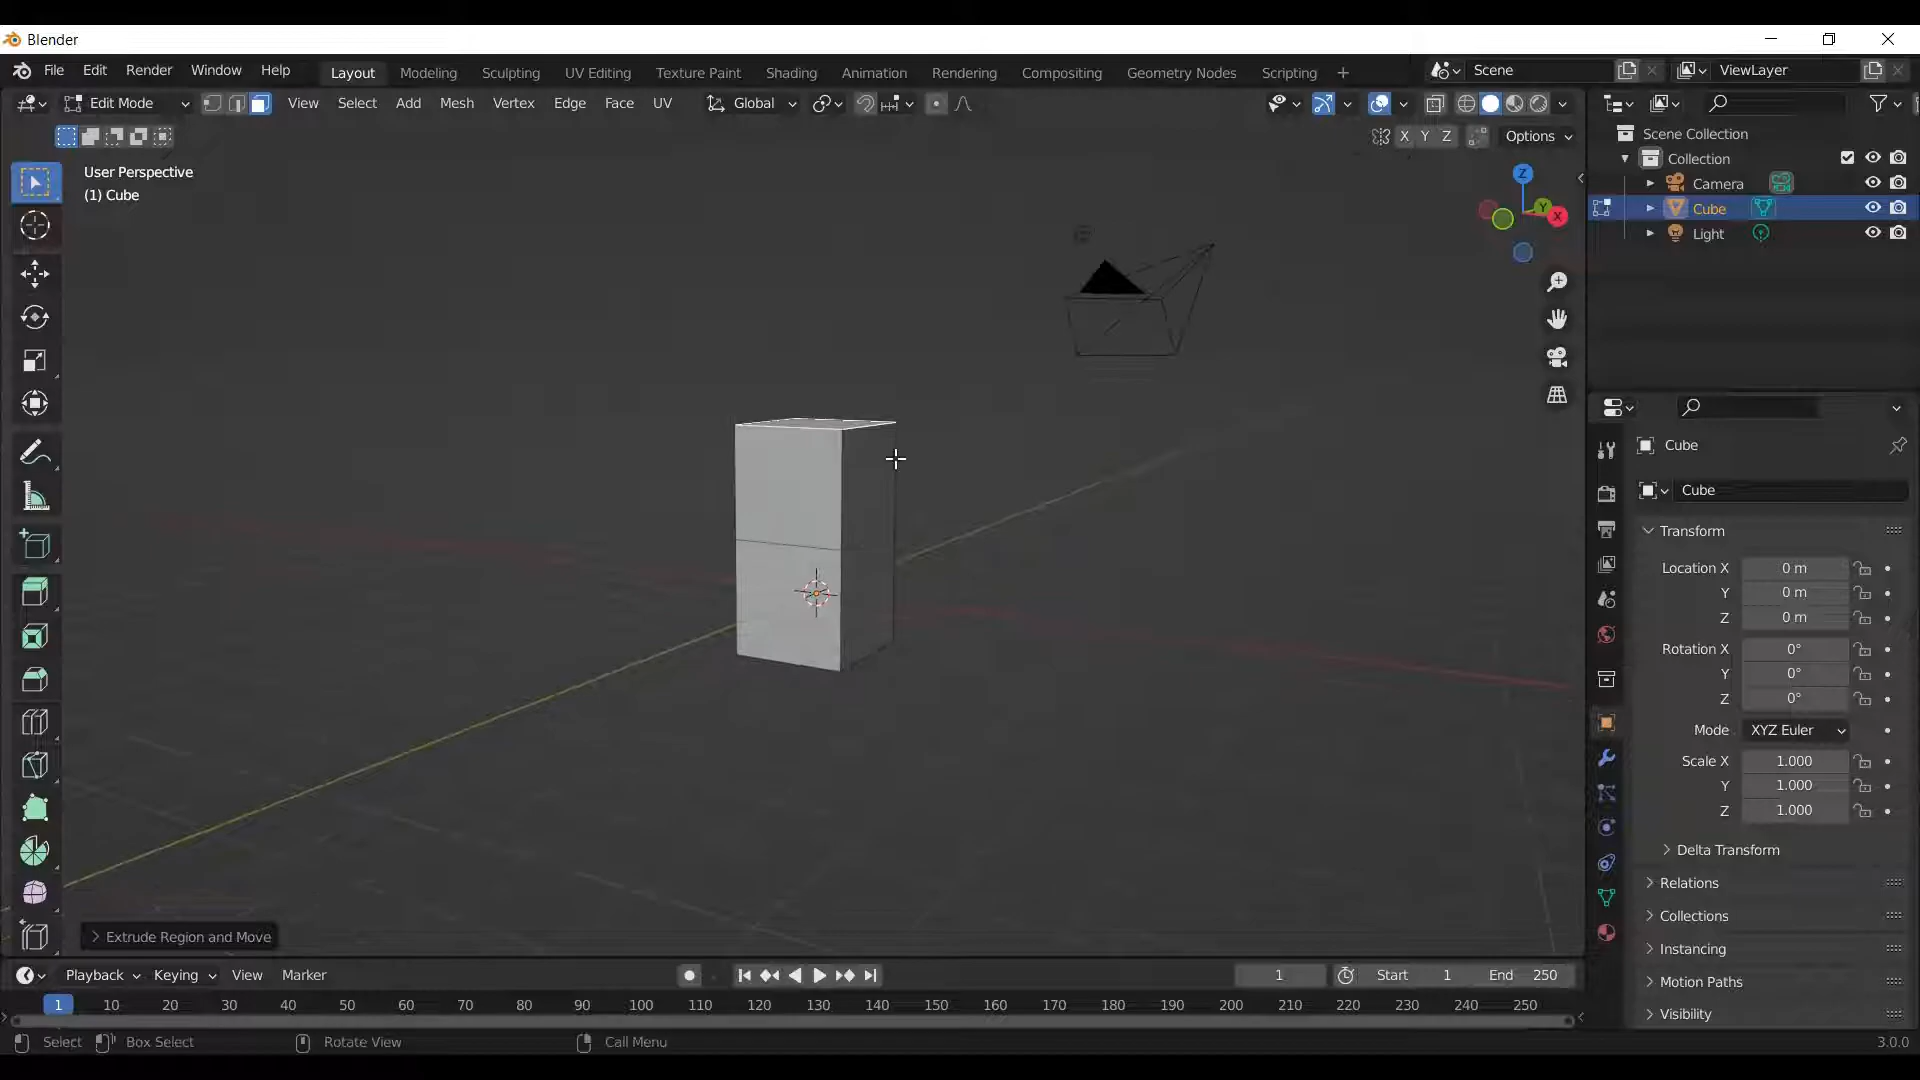 Blender
File Edit Render Window Help Layout Modeling Sculpting UV Editing Texture Paint Shading Animation Rendering Compositing Geometry Nodes Scripting + Scene ViewLayer
Edit Mode View Select Add Mesh Vertex Edge Face UV Global
X Y Z Options
User Perspective
(1) Cube
Z
Y
X
Scene Collection
Collection
Camera
Cube
Light
Cube
Cube
Transform
Location X 0 m
Y 0 m
Z 0 m
Rotation X 0°
Y 0°
Z 0°
Mode XYZ Euler
Scale X 1.000
Y 1.000
Z 1.000
Delta Transform
Relations
Collections
Instancing
Motion Paths
Visibility
Extrude Region and Move
Playback Keying View Marker 1 Start 1 End 250
1 10 20 30 40 50 60 70 80 90 100 110 120 130 140 150 160 170 180 190 200 210 220 230 240 250
Select Box Select Rotate View Call Menu 3.0.0